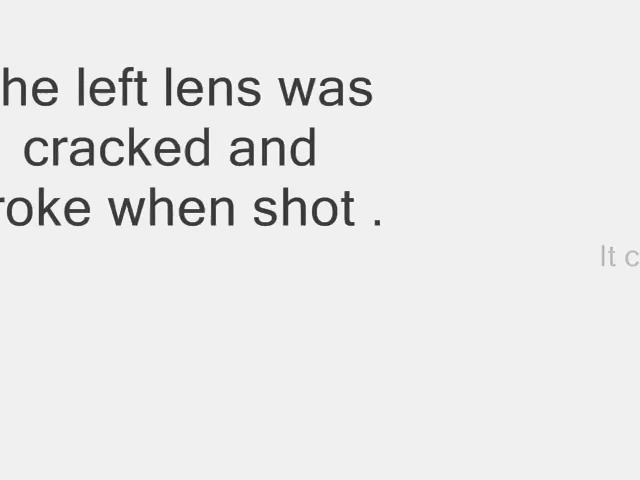 he left lens was
cracked and
roke when shot .
It c